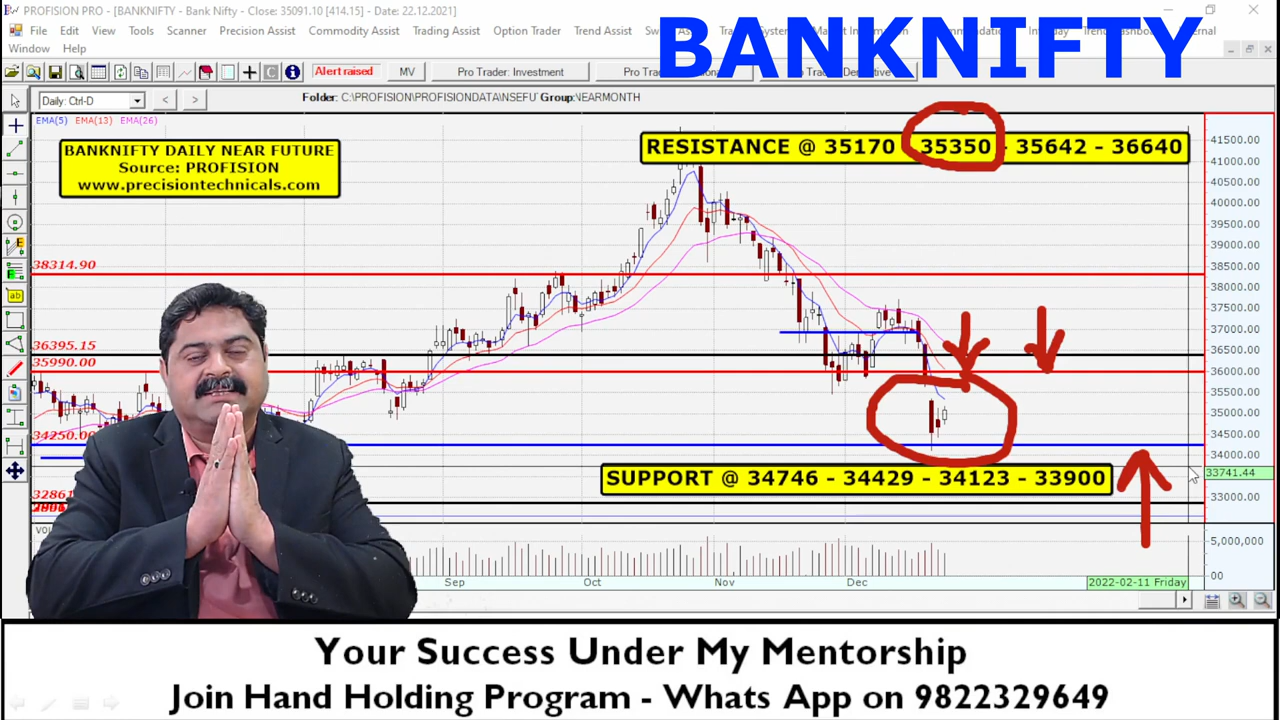 PROFISION PRO - [BANKNIFTY - Bank Nifty - Close: 35091.10 [414.15] - Date: 22.12.2021]
BANKNIFTY
File Edit View Tools Scanner Precision Assist Commodity Assist Trading Assist Option Trader Trend Assist
Window Help
Alert raised MV Pro Trader: Investment
Daily: Ctrl-D < > Folder: C:\PROFISION\PROFISIONDATA\NSEFU Group: NEARMONTH
EMA(5) EMA(13) EMA(26)
BANKNIFTY DAILY NEAR FUTURE
Source: PROFISION
www.precisiontechnicals.com
RESISTANCE @ 35170 - 35350 - 35642 - 36640
41500.00
41000.00
40500.00
40000.00
39500.00
39000.00
38500.00
38000.00
37500.00
37000.00
36500.00
36000.00
35500.00
35000.00
34500.00
34000.00
33741.44
33000.00
38314.90
36395.15
35990.00
34250.00
32861
SUPPORT @ 34746 - 34429 - 34123 - 33900
5,000,000
00
Sep Oct Nov Dec 2022-02-11 Friday
Your Success Under My Mentorship
Join Hand Holding Program - Whats App on 9822329649